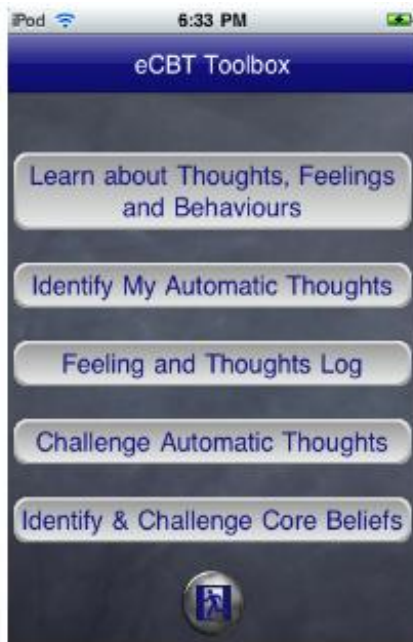 iPod 6:33 PM
eCBT Toolbox
Learn about Thoughts, Feelings
and Behaviours
Identify My Automatic Thoughts
Feeling and Thoughts Log
Challenge Automatic Thoughts
Identify & Challenge Core Beliefs